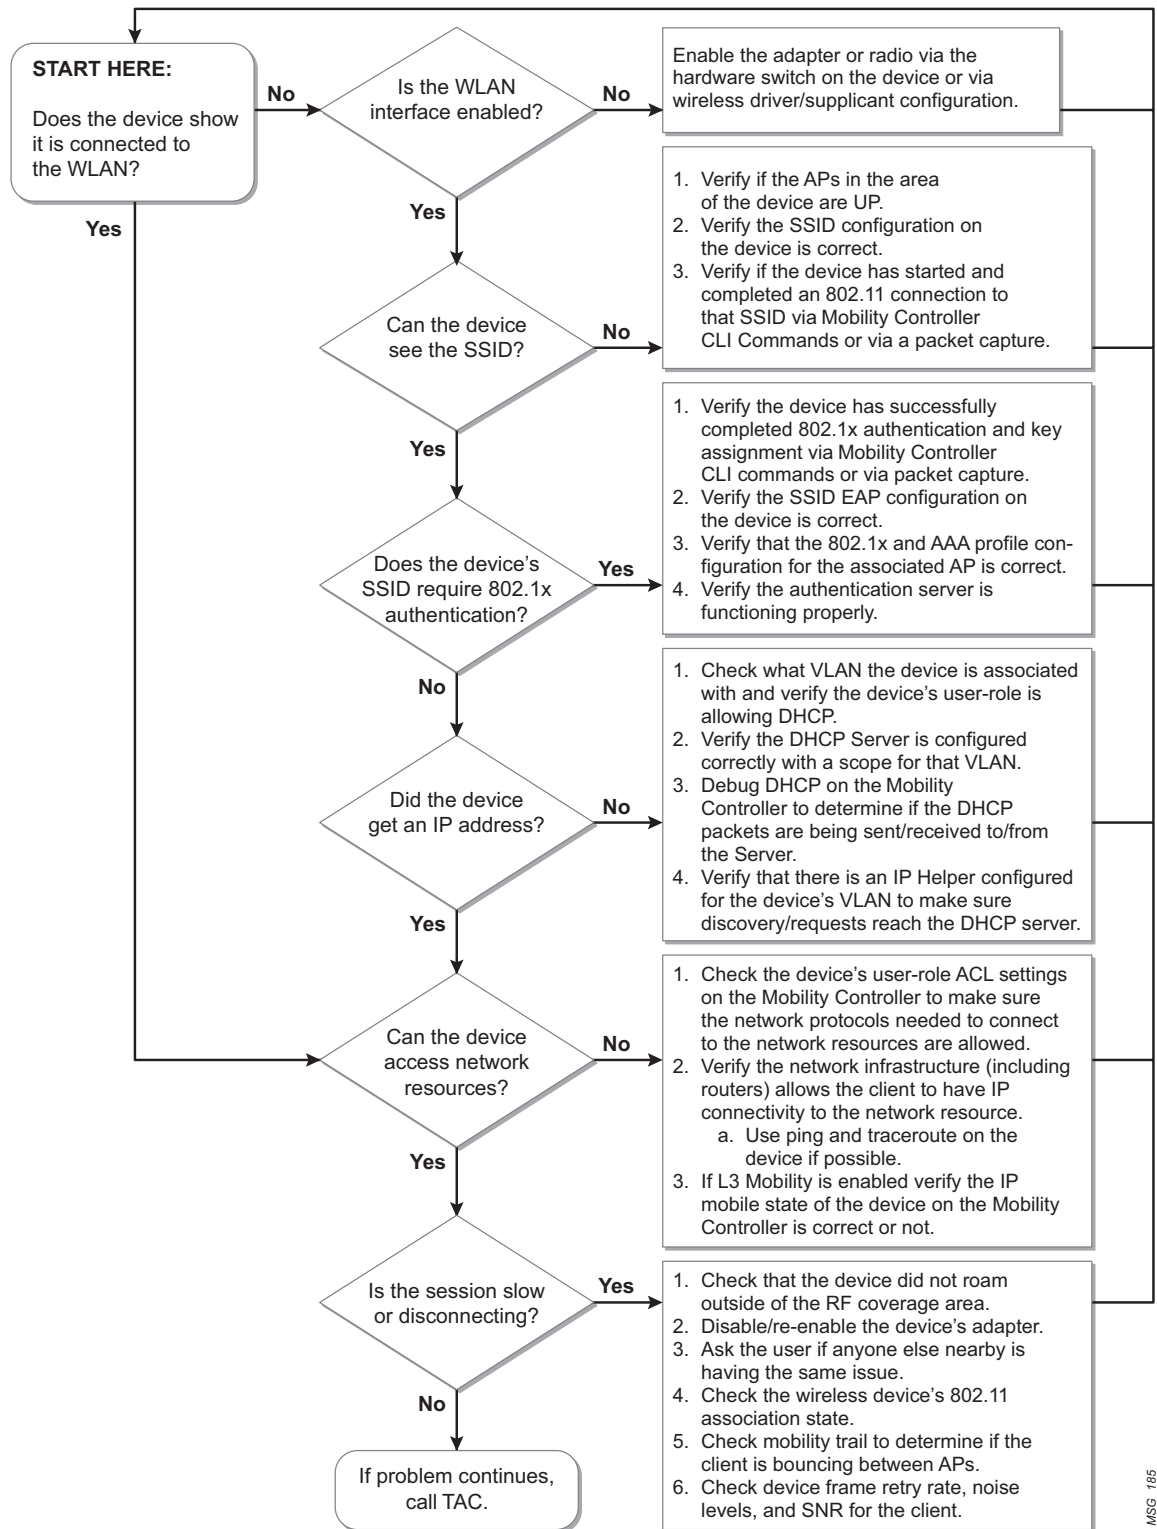 START HERE:
Does the device show
it is connected to
the WLAN?
No
Is the WLAN
interface enabled?
No
Enable the adapter or radio via the
hardware switch on the device or via
wireless driver/supplicant configuration.
Yes
Yes
Can the device
see the SSID?
No
1. Verify if the APs in the area
of the device are UP.
2. Verify the SSID configuration on
the device is correct.
3. Verify if the device has started and
completed an 802.11 connection to
that SSID via Mobility Controller
CLI Commands or via a packet capture.
Yes
Does the device's
SSID require 802.1x
authentication?
Yes
1. Verify the device has successfully
completed 802.1x authentication and key
assignment via Mobility Controller
CLI commands or via packet capture.
2. Verify the SSID EAP configuration on
the device is correct.
3. Verify that the 802.1x and AAA profile con-
figuration for the associated AP is correct.
4. Verify the authentication server is
functioning properly.
No
Did the device
get an IP address?
No
1. Check what VLAN the device is associated
with and verify the device's user-role is
allowing DHCP.
2. Verify the DHCP Server is configured
correctly with a scope for that VLAN.
3. Debug DHCP on the Mobility
Controller to determine if the DHCP
packets are being sent/received to/from
the Server.
4. Verify that there is an IP Helper configured
for the device's VLAN to make sure
discovery/requests reach the DHCP server.
Yes
Can the device
access network
resources?
No
1. Check the device's user-role ACL settings
on the Mobility Controller to make sure
the network protocols needed to connect
to the network resources are allowed.
2. Verify the network infrastructure (including
routers) allows the client to have IP
connectivity to the network resource.
a. Use ping and traceroute on the
device if possible.
3. If L3 Mobility is enabled verify the IP
mobile state of the device on the Mobility
Controller is correct or not.
Yes
Is the session slow
or disconnecting?
Yes
1. Check that the device did not roam
outside of the RF coverage area.
2. Disable/re-enable the device's adapter.
3. Ask the user if anyone else nearby is
having the same issue.
4. Check the wireless device's 802.11
association state.
5. Check mobility trail to determine if the
client is bouncing between APs.
6. Check device frame retry rate, noise
levels, and SNR for the client.
No
If problem continues,
call TAC.
MSG_185